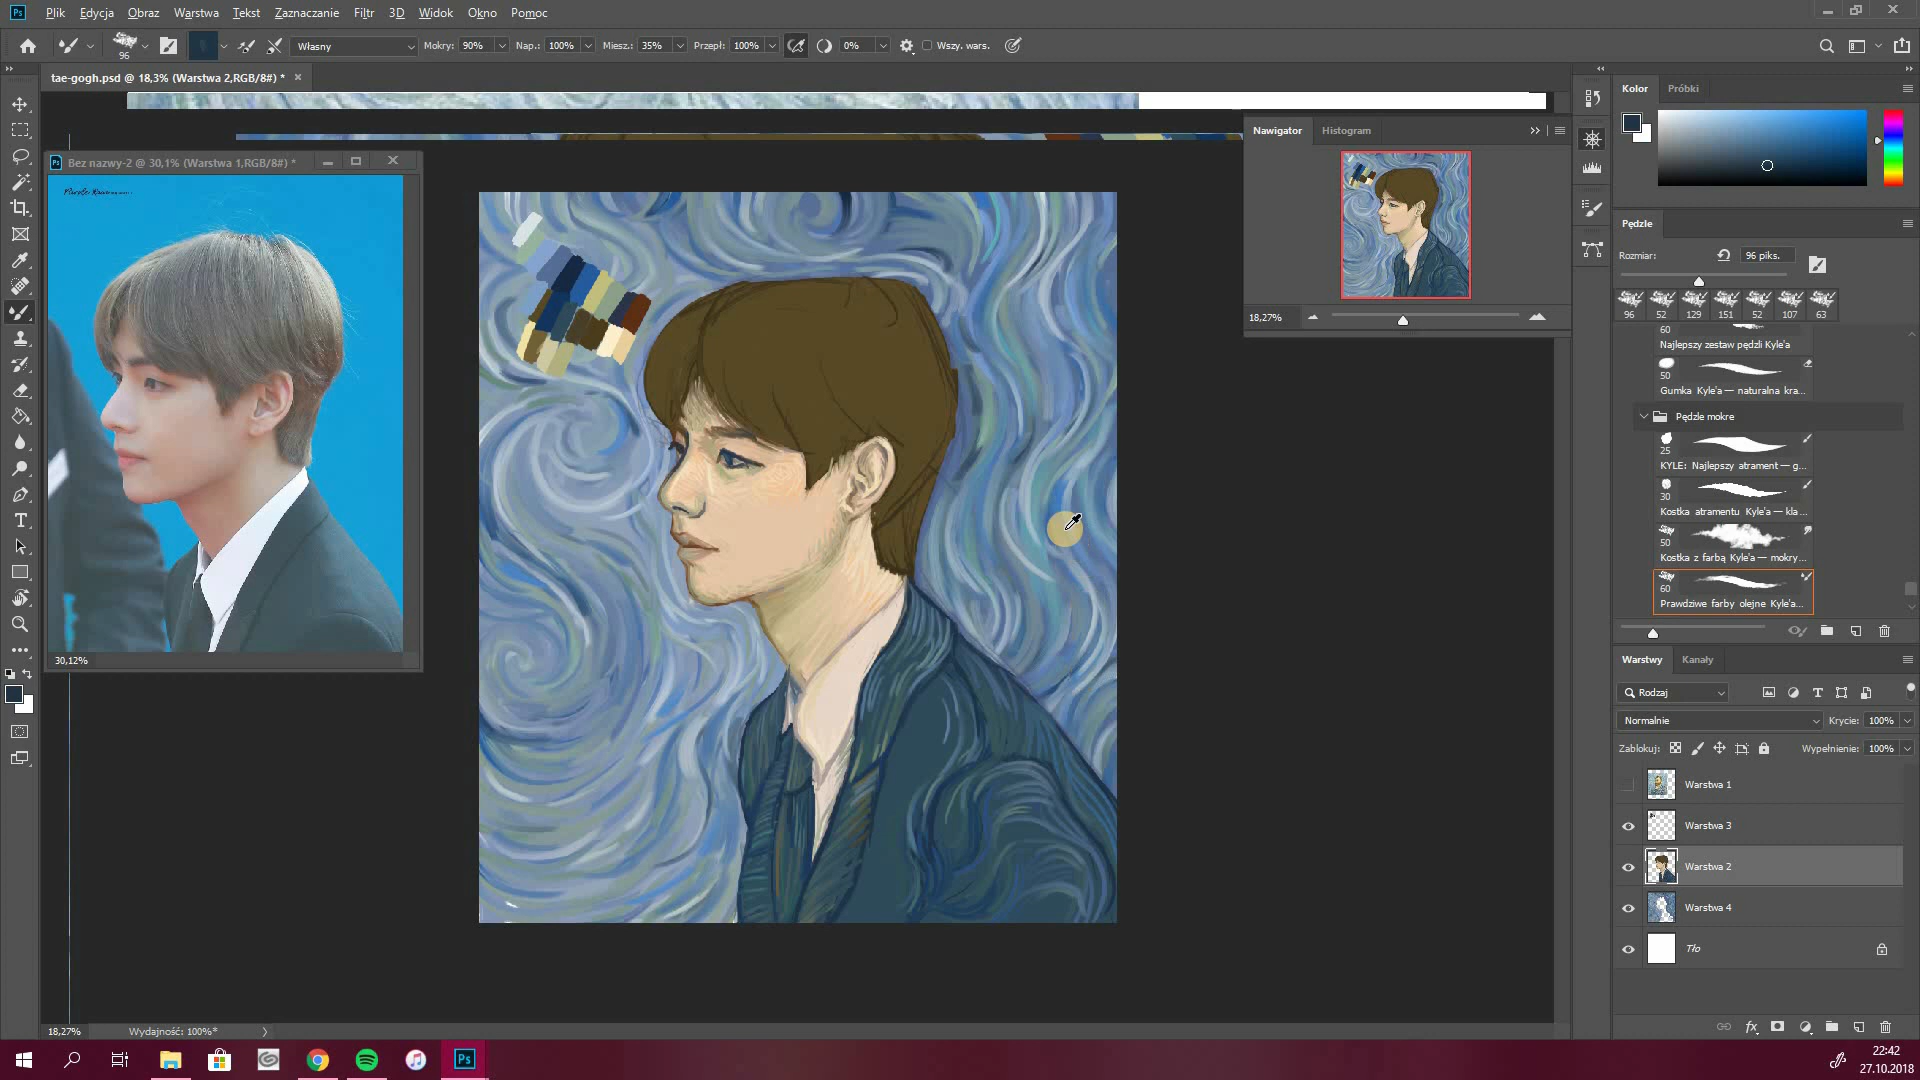 Plik Edycja Obraz Warstwa Tekst Zaznaczanie Filtr 3D Widok Okno Pomoc
96 Własny Mokry: 90% Nap.: 100% Miesz.: 35% Przepł: 100% 0% Wszy. wars.
tae-gogh.psd @ 18,3% (Warstwa 2,RGB/8#) *
Bez nazwy-2 @ 30,1% (Warstwa 1,RGB/8#) *
30,12%
Nawigator Histogram
18,27%
Kolor Próbki
Pędzle
Rozmiar: 96 piks.
96 52 129 151 52 107 63
60
Najlepszy zestaw pędzli Kyle'a
50
Gumka Kyle'a — naturalna kra...
Pędzle mokre
25
KYLE: Najlepszy atrament — g...
30
Kostka atramentu Kyle'a — kla...
50
Kostka z farbą Kyle'a — mokry...
60
Prawdziwe farby olejne Kyle'a...
Warstwy Kanały
Rodzaj
Normalnie Krycie: 100%
Zablokuj: Wypełnienie: 100%
Warstwa 1
Warstwa 3
Warstwa 2
Warstwa 4
Tło
fx
18,27% Wydajność: 100%*
Ps
22:42
27.10.2018